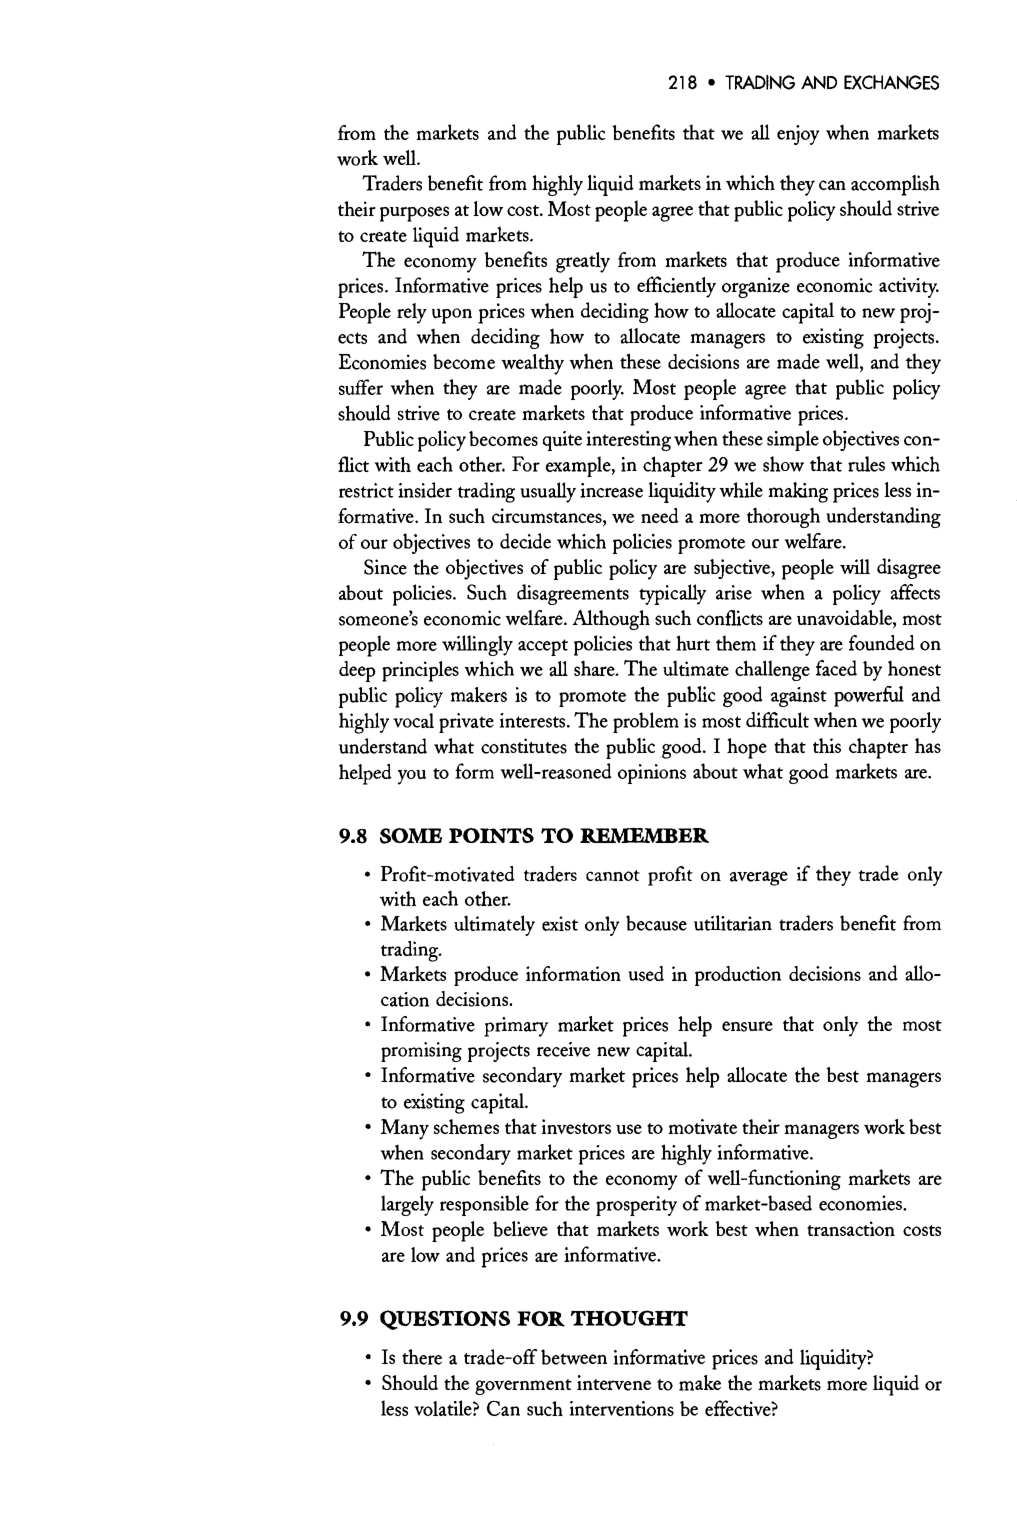 218 • TRADING AND EXCHANGES
from the markets and the public benefits that we all enjoy when markets
work well.
Traders benefit from highly liquid markets in which they can accomplish
their purposes at low cost. Most people agree that public policy should strive
to create liquid markets.
The economy benefits greatly from markets that produce informative
prices. Informative prices help us to efficiently organize economic activity.
People rely upon prices when deciding how to allocate capital to new proj-
ects and when deciding how to allocate managers to existing projects.
Economies become wealthy when these decisions are made well, and they
suffer when they are made poorly. Most people agree that public policy
should strive to create markets that produce informative prices.
Public policy becomes quite interesting when these simple objectives con-
flict with each other. For example, in chapter 29 we show that rules which
restrict insider trading usually increase liquidity while making prices less in-
formative. In such circumstances, we need a more thorough understanding
of our objectives to decide which policies promote our welfare.
Since the objectives of public policy are subjective, people will disagree
about policies. Such disagreements typically arise when a policy affects
someone's economic welfare. Although such conflicts are unavoidable, most
people more willingly accept policies that hurt them if they are founded on
deep principles which we all share. The ultimate challenge faced by honest
public policy makers is to promote the public good against powerful and
highly vocal private interests. The problem is most difficult when we poorly
understand what constitutes the public good. I hope that this chapter has
helped you to form well-reasoned opinions about what good markets are.
9.8 SOME POINTS TO REMEMBER
• Profit-motivated traders cannot profit on average if they trade only
with each other.
• Markets ultimately exist only because utilitarian traders benefit from
trading.
• Markets produce information used in production decisions and allo-
cation decisions.
• Informative primary market prices help ensure that only the most
promising projects receive new capital.
• Informative secondary market prices help allocate the best managers
to existing capital.
• Many schemes that investors use to motivate their managers work best
when secondary market prices are highly informative.
• The public benefits to the economy of well-functioning markets are
largely responsible for the prosperity of market-based economies.
• Most people believe that markets work best when transaction costs
are low and prices are informative.
9.9 QUESTIONS FOR THOUGHT
• Is there a trade-off between informative prices and liquidity?
• Should the government intervene to make the markets more liquid or
less volatile? Can such interventions be effective?